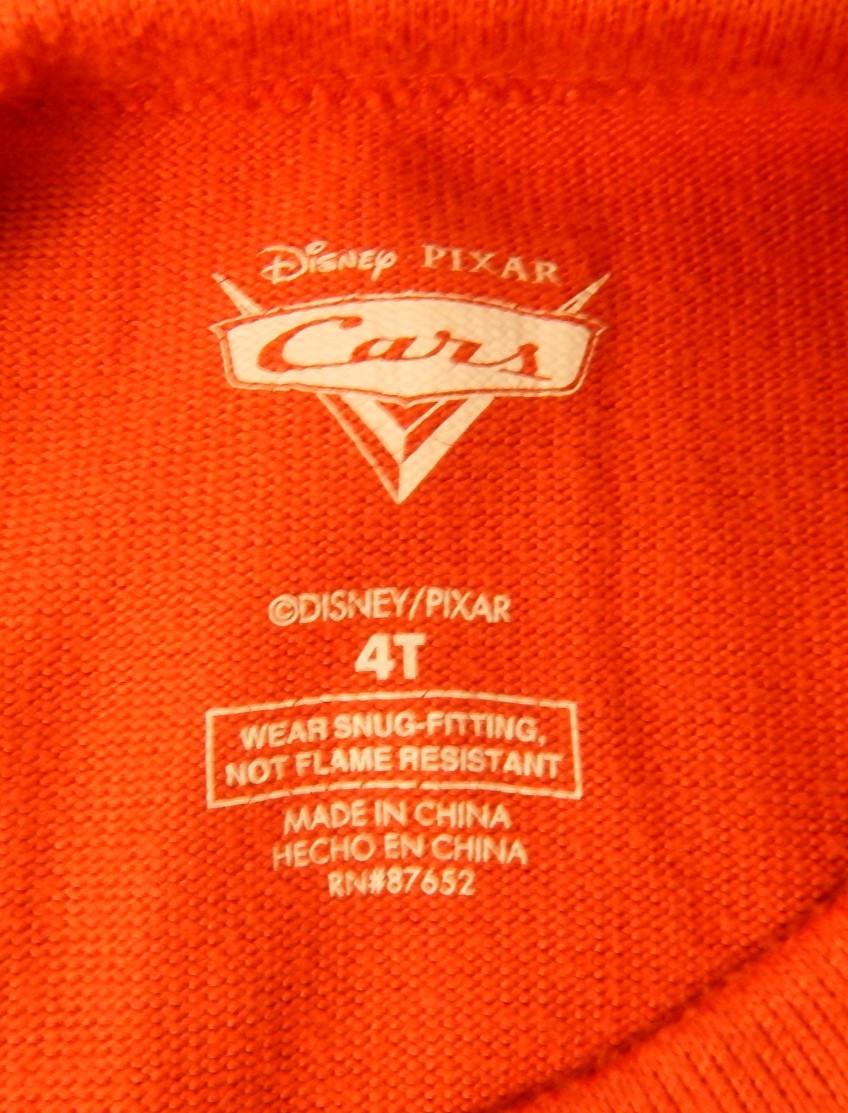 Disney PIXAR
Cars
©DISNEY/PIXAR
4T
WEAR SNUG-FITTING,
NOT FLAME RESISTANT
MADE IN CHINA
HECHO EN CHINA
RN#87652